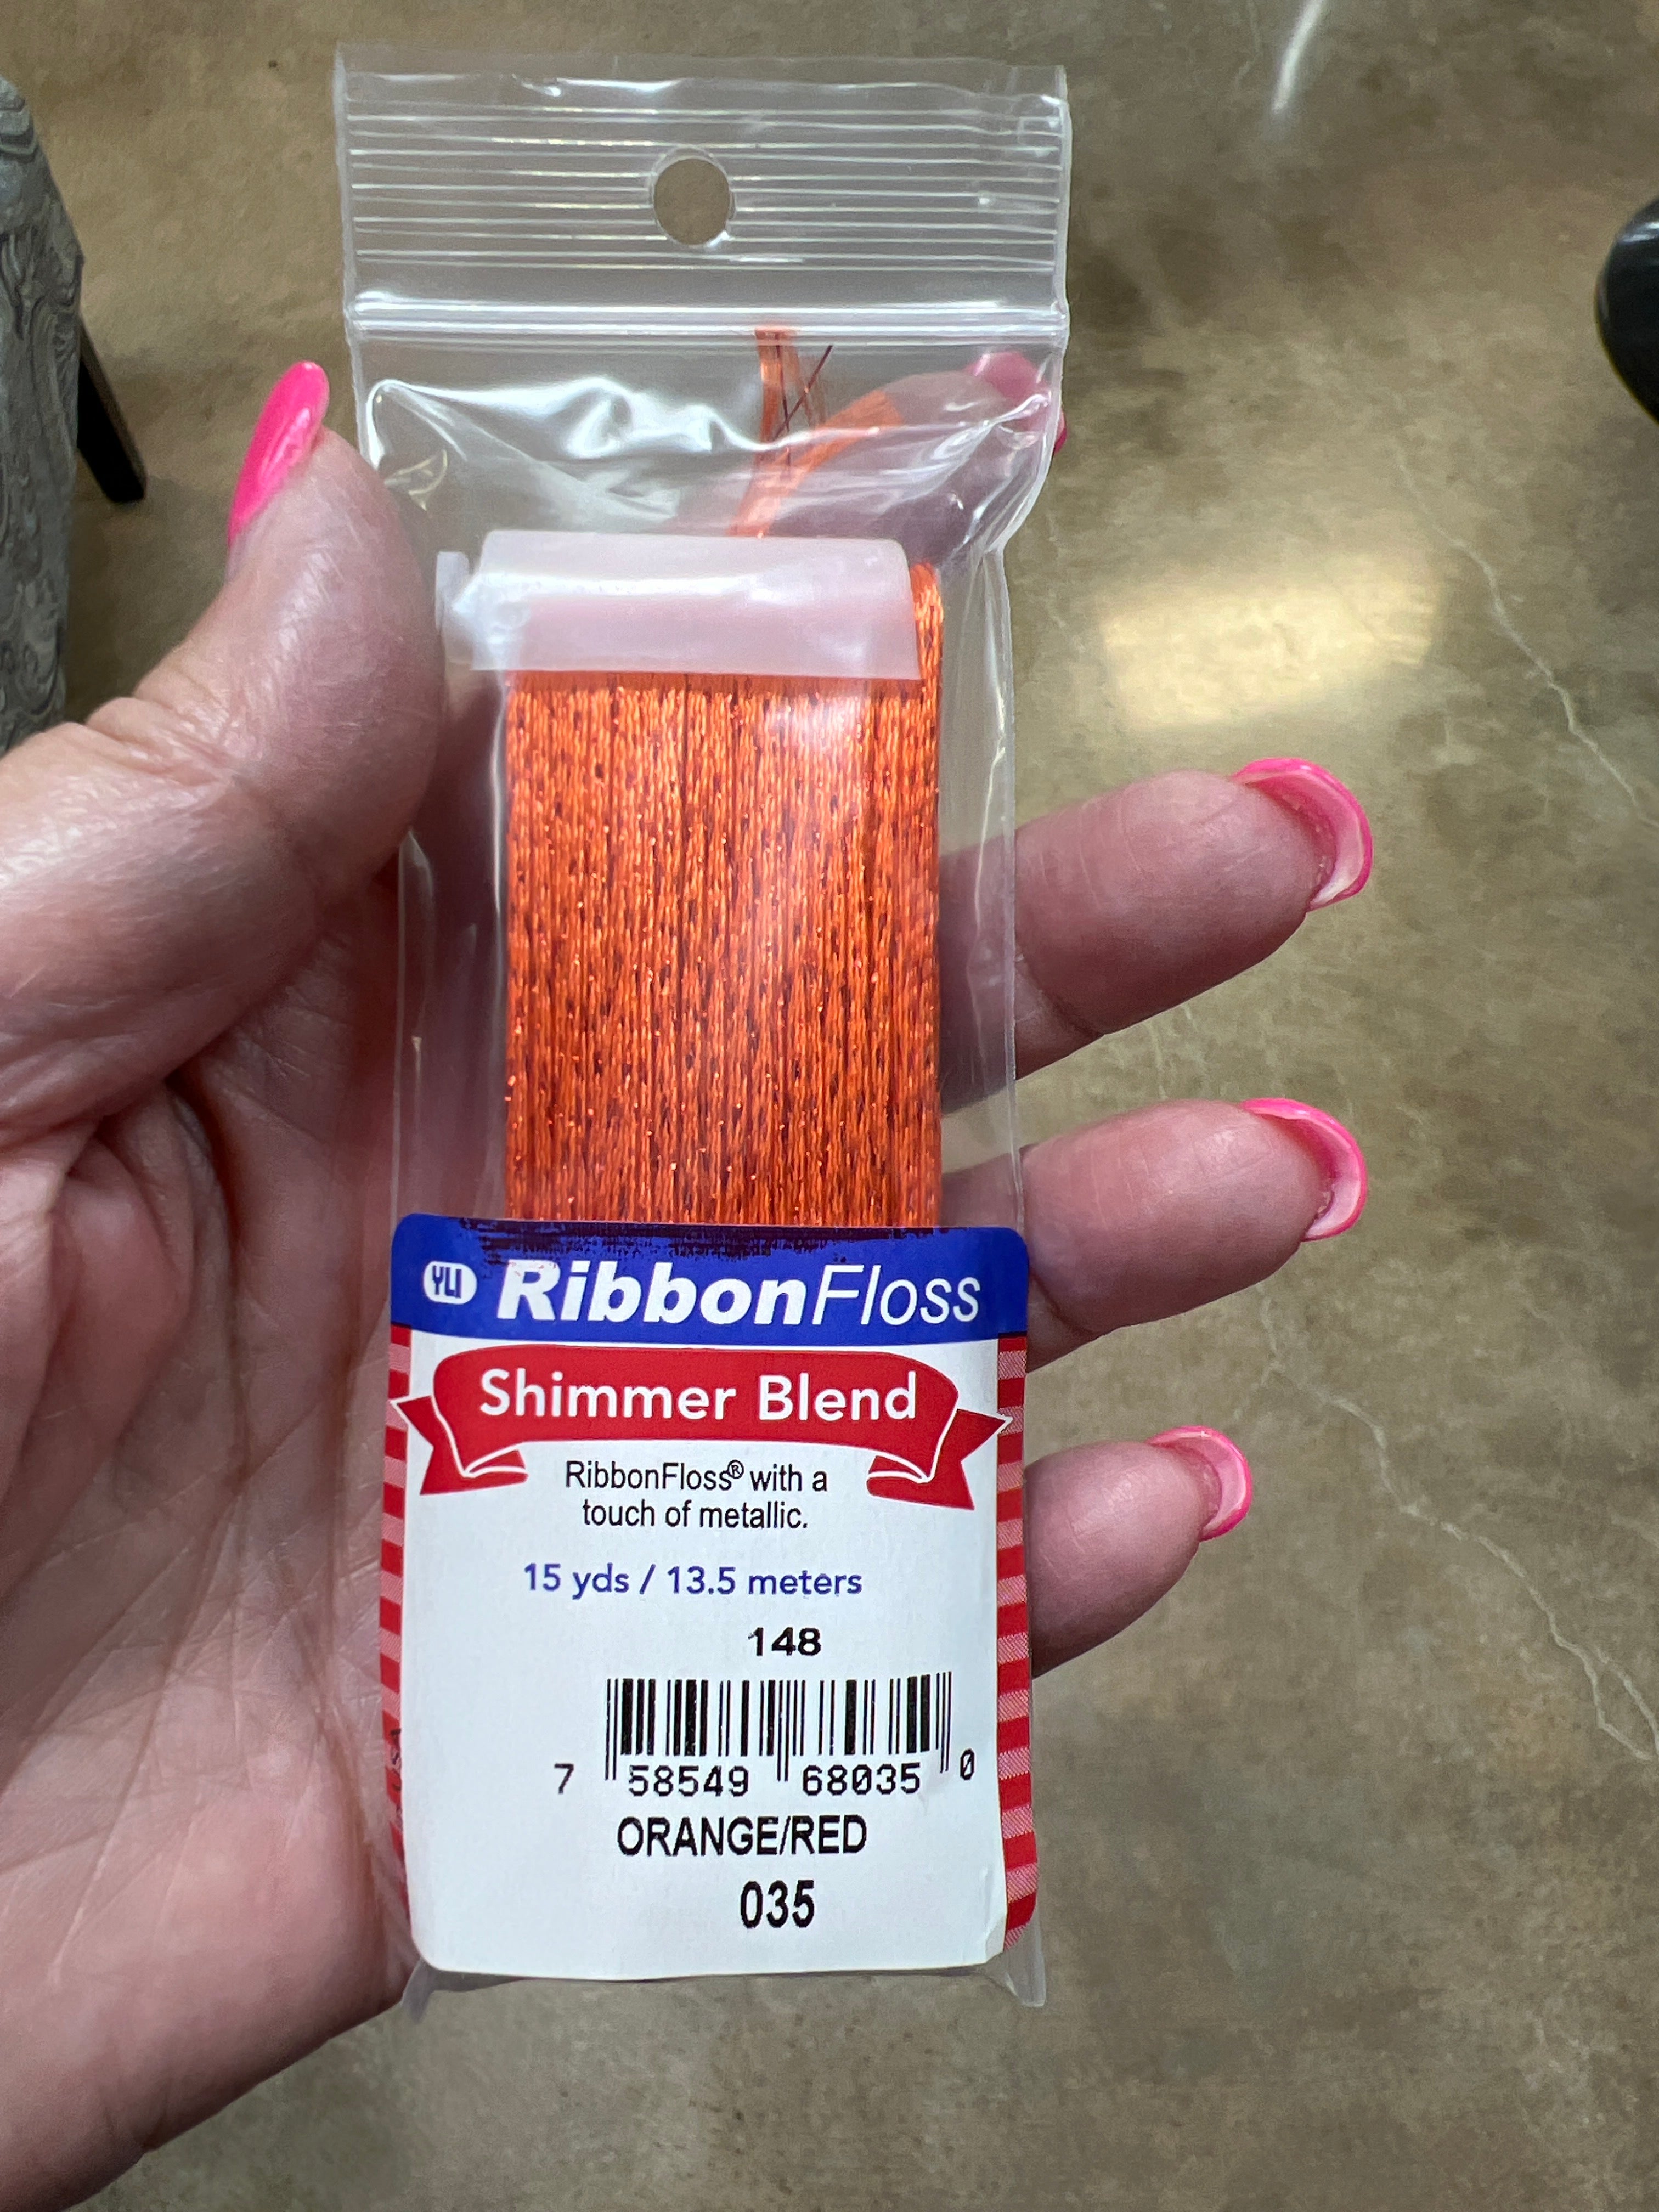 YLI RibbonFloss
Shimmer Blend
RibbonFloss® with a
touch of metallic.
15 yds / 13.5 meters
148
7 58549 68035 0
ORANGE/RED
035